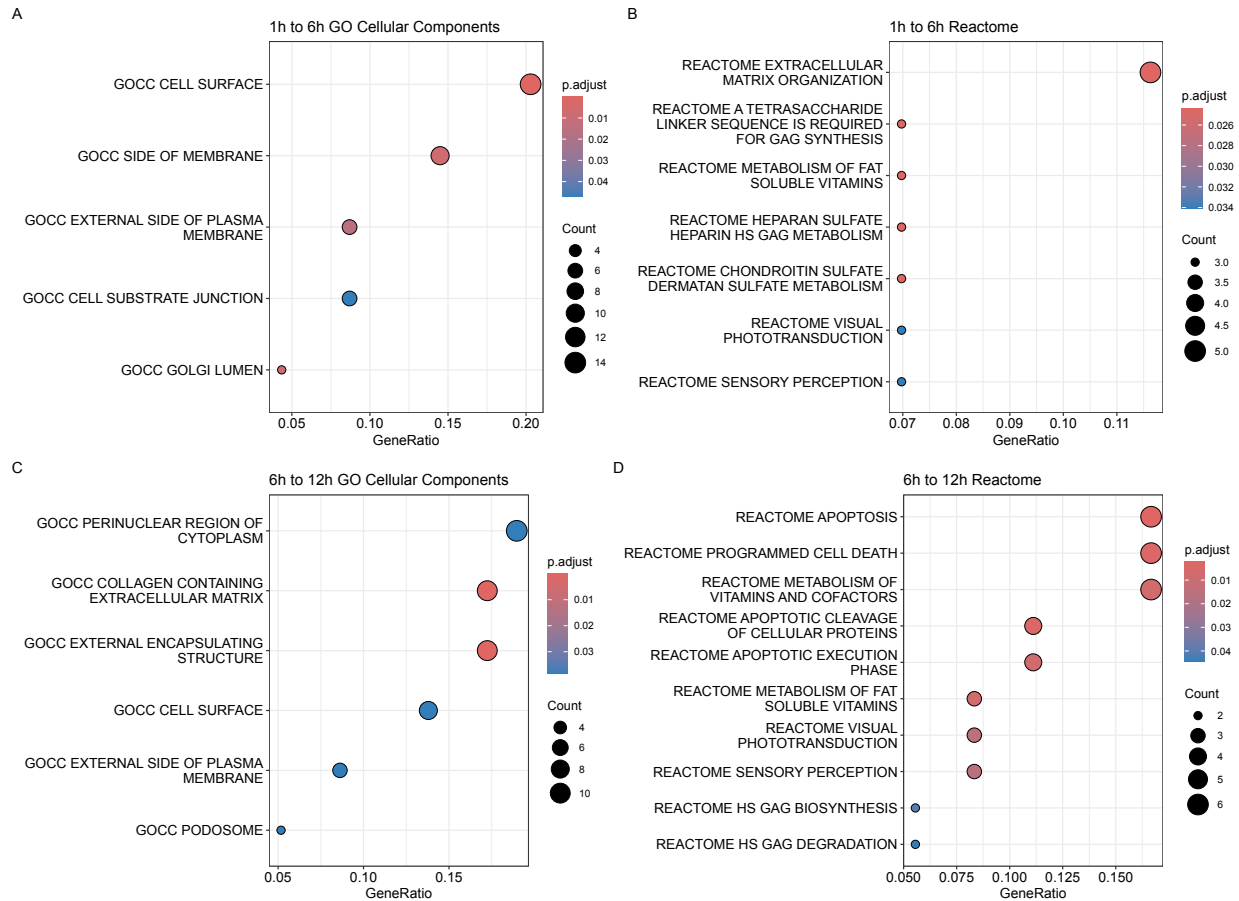 A
1h to 6h GO Cellular Components
GOCC CELL SURFACE
GOCC SIDE OF MEMBRANE
GOCC EXTERNAL SIDE OF PLASMA
MEMBRANE
GOCC CELL SUBSTRATE JUNCTION
GOCC GOLGI LUMEN
0.05 0.10 0.15 0.20
GeneRatio
p.adjust
0.01
0.02
0.03
0.04
Count
4
6
8
10
12
14
B
1h to 6h Reactome
REACTOME EXTRACELLULAR
MATRIX ORGANIZATION
REACTOME A TETRASACCHARIDE
LINKER SEQUENCE IS REQUIRED
FOR GAG SYNTHESIS
REACTOME METABOLISM OF FAT
SOLUBLE VITAMINS
REACTOME HEPARAN SULFATE
HEPARIN HS GAG METABOLISM
REACTOME CHONDROITIN SULFATE
DERMATAN SULFATE METABOLISM
REACTOME VISUAL
PHOTOTRANSDUCTION
REACTOME SENSORY PERCEPTION
0.07 0.08 0.09 0.10 0.11
GeneRatio
p.adjust
0.026
0.028
0.030
0.032
0.034
Count
3.0
3.5
4.0
4.5
5.0
C
6h to 12h GO Cellular Components
GOCC PERINUCLEAR REGION OF
CYTOPLASM
GOCC COLLAGEN CONTAINING
EXTRACELLULAR MATRIX
GOCC EXTERNAL ENCAPSULATING
STRUCTURE
GOCC CELL SURFACE
GOCC EXTERNAL SIDE OF PLASMA
MEMBRANE
GOCC PODOSOME
0.05 0.10 0.15
GeneRatio
p.adjust
0.01
0.02
0.03
Count
4
6
8
10
D
6h to 12h Reactome
REACTOME APOPTOSIS
REACTOME PROGRAMMED CELL DEATH
REACTOME METABOLISM OF
VITAMINS AND COFACTORS
REACTOME APOPTOTIC CLEAVAGE
OF CELLULAR PROTEINS
REACTOME APOPTOTIC EXECUTION
PHASE
REACTOME METABOLISM OF FAT
SOLUBLE VITAMINS
REACTOME VISUAL
PHOTOTRANSDUCTION
REACTOME SENSORY PERCEPTION
REACTOME HS GAG BIOSYNTHESIS
REACTOME HS GAG DEGRADATION
0.050 0.075 0.100 0.125 0.150
GeneRatio
p.adjust
0.01
0.02
0.03
0.04
Count
2
3
4
5
6